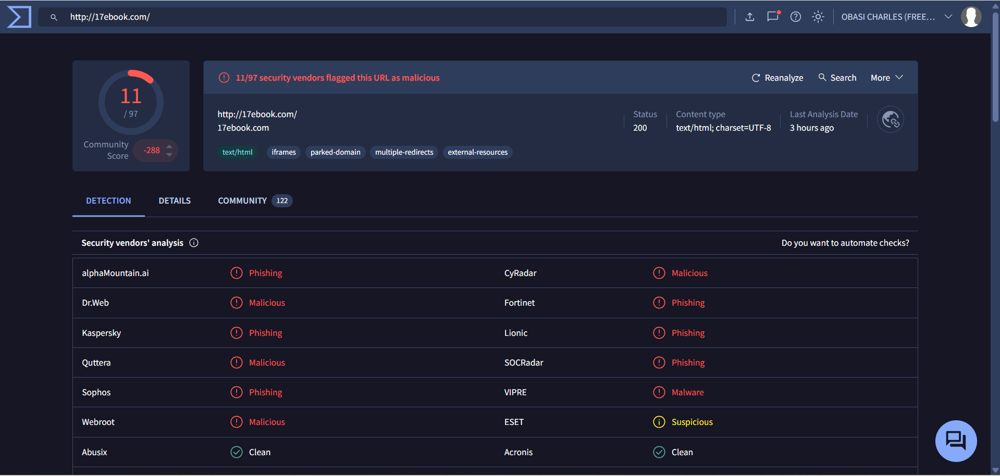 http://17ebook.com/
OBASI CHARLES (FREE...
11
/ 97
Community
Score
-288
11/97 security vendors flagged this URL as malicious
Reanalyze
Search
More
http://17ebook.com/
17ebook.com
Status
200
Content type
text/html; charset=UTF-8
Last Analysis Date
3 hours ago
text/html iframes parked-domain multiple-redirects external-resources
DETECTION DETAILS COMMUNITY 122
Security vendors' analysis Do you want to automate checks?
alphaMountain.ai Phishing CyRadar Malicious
Dr.Web Malicious Fortinet Phishing
Kaspersky Phishing Lionic Phishing
Quttera Malicious SOCRadar Phishing
Sophos Phishing VIPRE Malware
Webroot Malicious ESET Suspicious
Abusix Clean Acronis Clean